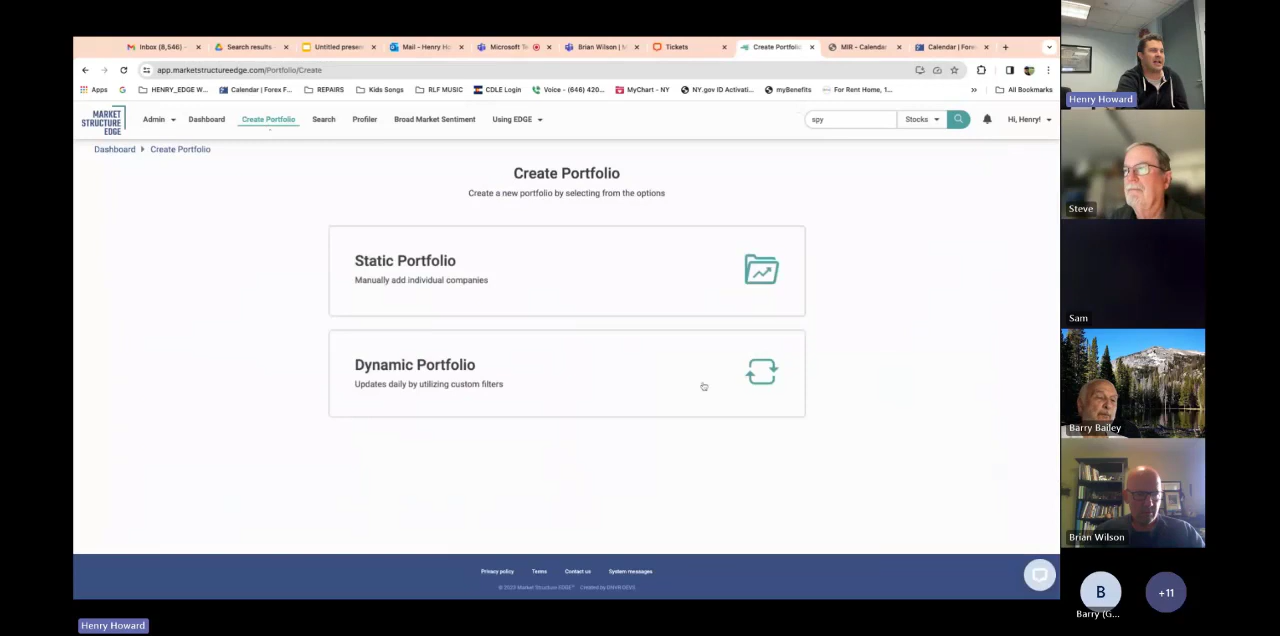 Inbox (8,546)
Search results
Untitled presen
Mail - Henry Ho
Microsoft Te
Brian Wilson | M
Tickets
Create Portfolio
MIR - Calendar
Calendar | Fore
app.marketstructureedge.com/Portfolio/Create
Apps
HENRY_EDGE W...
Calendar | Forex F...
REPAIRS
Kids Songs
RLF MUSIC
CDLE Login
Voice - (646) 420...
MyChart - NY
NY.gov ID Activati...
myBenefits
For Rent Home, 1...
»
All Bookmarks
MARKET
STRUCTURE
EDGE
Admin
Dashboard
Create Portfolio
Search
Profiler
Broad Market Sentiment
Using EDGE
spy
Stocks
Hi, Henry!
Dashboard
Create Portfolio
Create Portfolio
Create a new portfolio by selecting from the options
Static Portfolio
Manually add individual companies
Dynamic Portfolio
Updates daily by utilizing custom filters
Privacy policy
Terms
Contact us
System messages
Henry Howard
Henry Howard
Steve
Sam
Barry Bailey
Brian Wilson
B
Barry (G...
+11